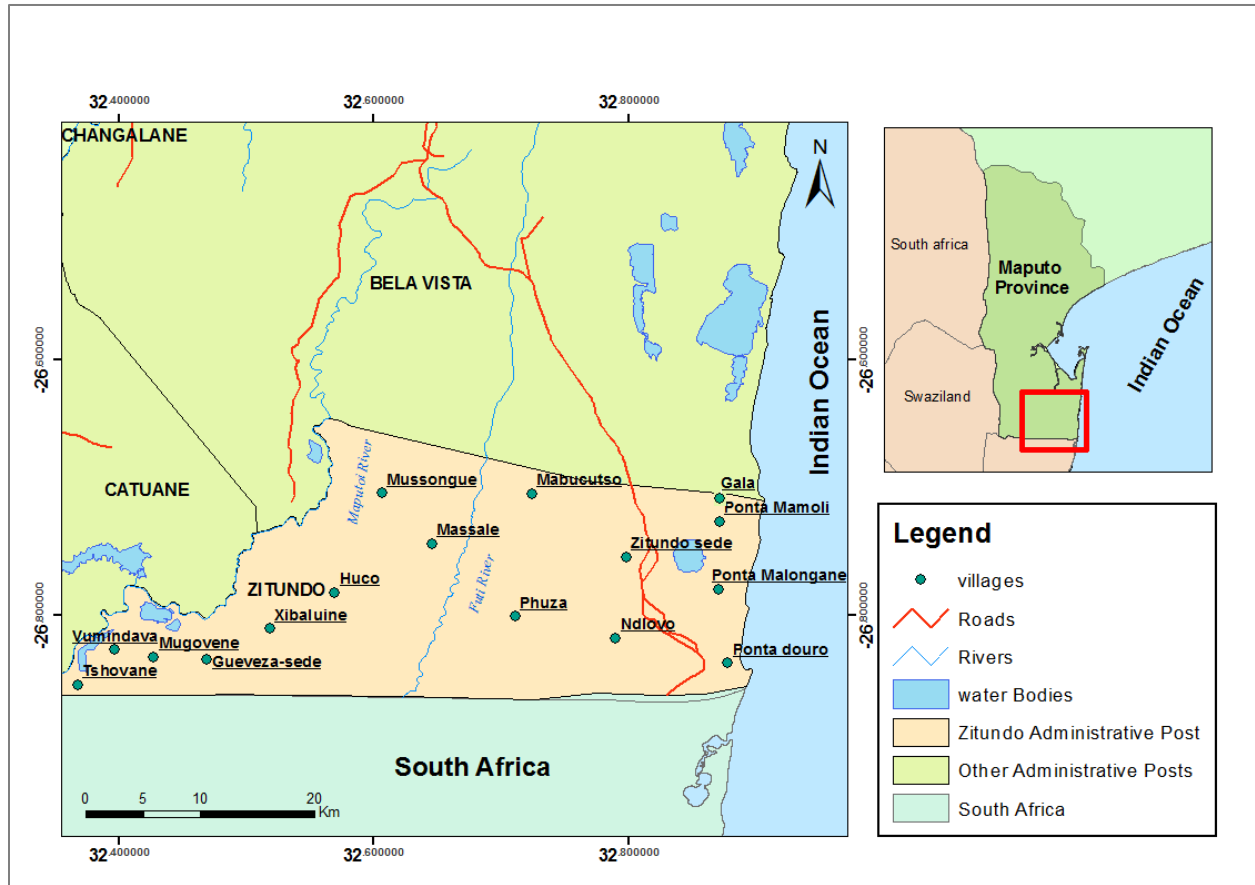 32.400000
32.600000
32.800000
CHANGALANE
N
BELA VISTA
Indian Ocean
-26.600000
-26.600000
CATUANE
Maputoi River
Mussongue
Mabucutso
Gala
Ponta Mamoli
Massale
Zitundo sede
Futi River
ZITUNDO
Huco
Ponta Malongane
-26.800000
-26.800000
Xibaluine
Phuza
Ndlovo
Vumindava
Mugovene
Gueveza-sede
Ponta douro
Tshovane
South Africa
0 5 10 20
Km
32.400000
32.600000
32.800000
South africa
Maputo
Province
Indian Ocean
Swaziland
Legend
villages
Roads
Rivers
water Bodies
Zitundo Administrative Post
Other Administrative Posts
South Africa